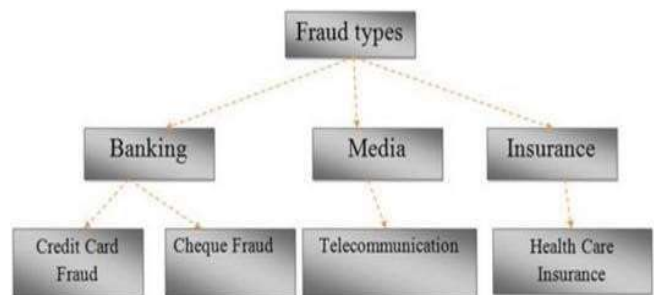 Fraud types
Banking
Media
Insurance
Credit Card
Fraud
Cheque Fraud
Telecommunication
Health Care
Insurance